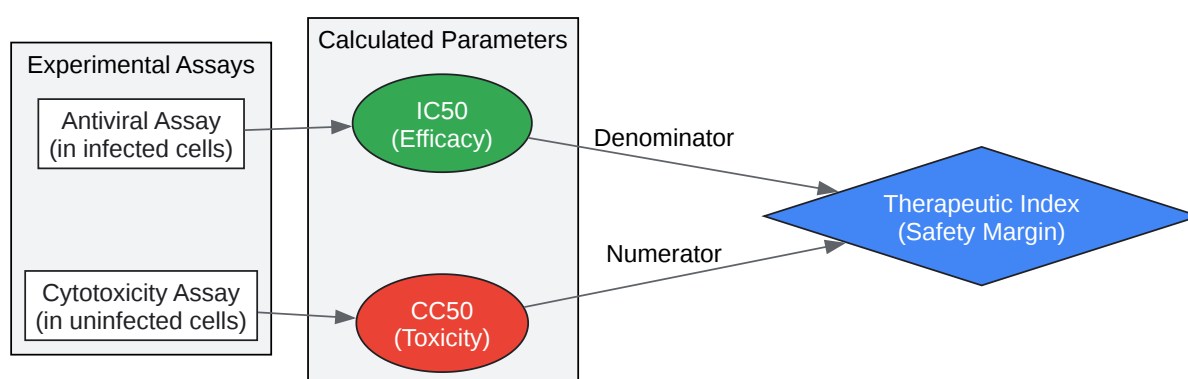 Experimental Assays
Antiviral Assay
(in infected cells)
Cytotoxicity Assay
(in uninfected cells)
Calculated Parameters
IC50
(Efficacy)
CC50
(Toxicity)
Denominator
Numerator
Therapeutic Index
(Safety Margin)